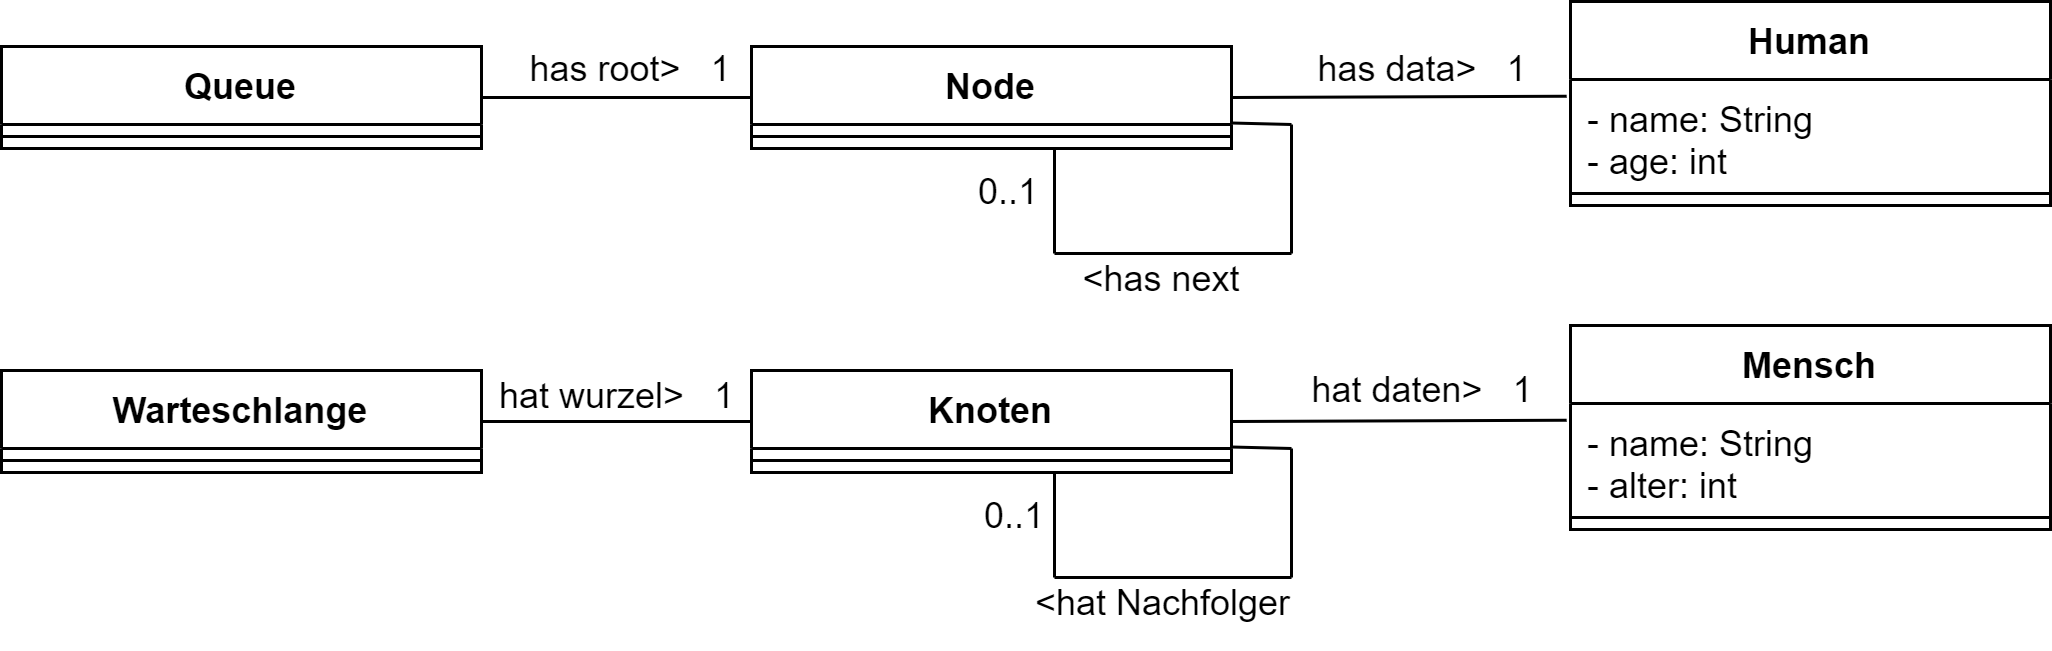 Queue
has root> 1
Node
has data> 1
Human
- name: String
- age: int
0..1
<has next
Warteschlange
hat wurzel> 1
Knoten
hat daten> 1
Mensch
- name: String
- alter: int
0..1
<hat Nachfolger